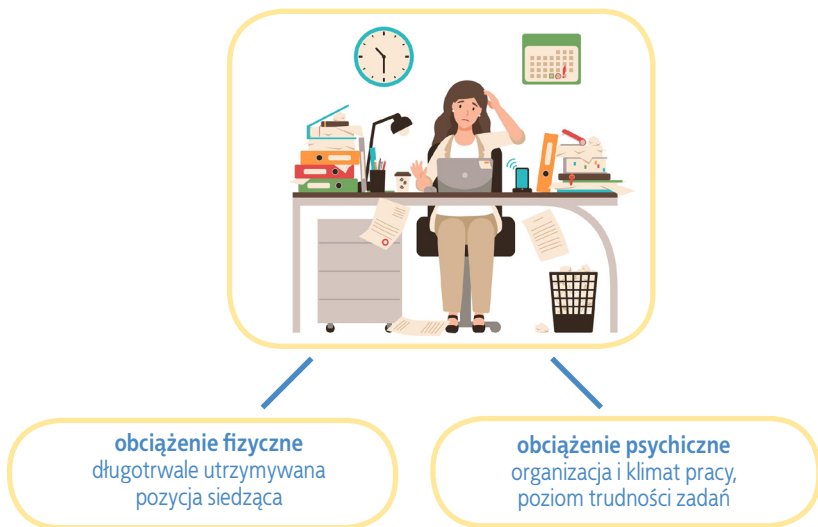 obciążenie fizyczne
długotrwale utrzymywana
pozycja siedząca
obciążenie psychiczne
organizacja i klimat pracy,
poziom trudności zadań